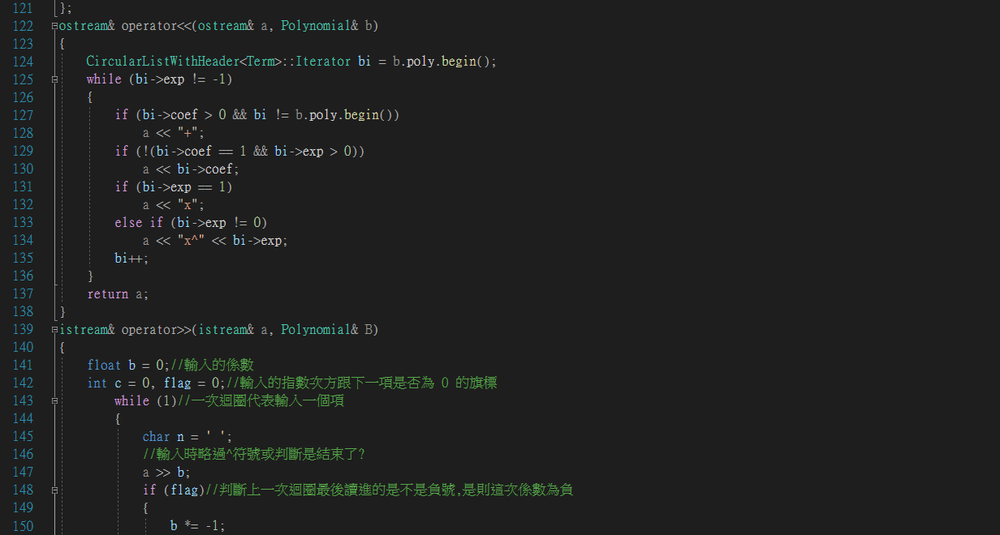 121 };
122 ostream& operator<<(ostream& a, Polynomial& b)
123 {
124 CircularListWithHeader<Term>::Iterator bi = b.poly.begin();
125 while (bi->exp != -1)
126 {
127 if (bi->coef > 0 && bi != b.poly.begin())
128 a << "+";
129 if (!(bi->coef == 1 && bi->exp > 0))
130 a << bi->coef;
131 if (bi->exp == 1)
132 a << "x";
133 else if (bi->exp != 0)
134 a << "x^" << bi->exp;
135 bi++;
136 }
137 return a;
138 }
139 istream& operator>>(istream& a, Polynomial& B)
140 {
141 float b = 0;//輸入的係數
142 int c = 0, flag = 0;//輸入的指數次方跟下一項是否為 0 的旗標
143 while (1)//一次迴圈代表輸入一個項
144 {
145 char n = ' ';
146 //輸入時略過^符號或判斷是結束了?
147 a >> b;
148 if (flag)//判斷上一次迴圈最後讀進的是不是負號,是則這次係數為負
149 {
150 b *= -1;